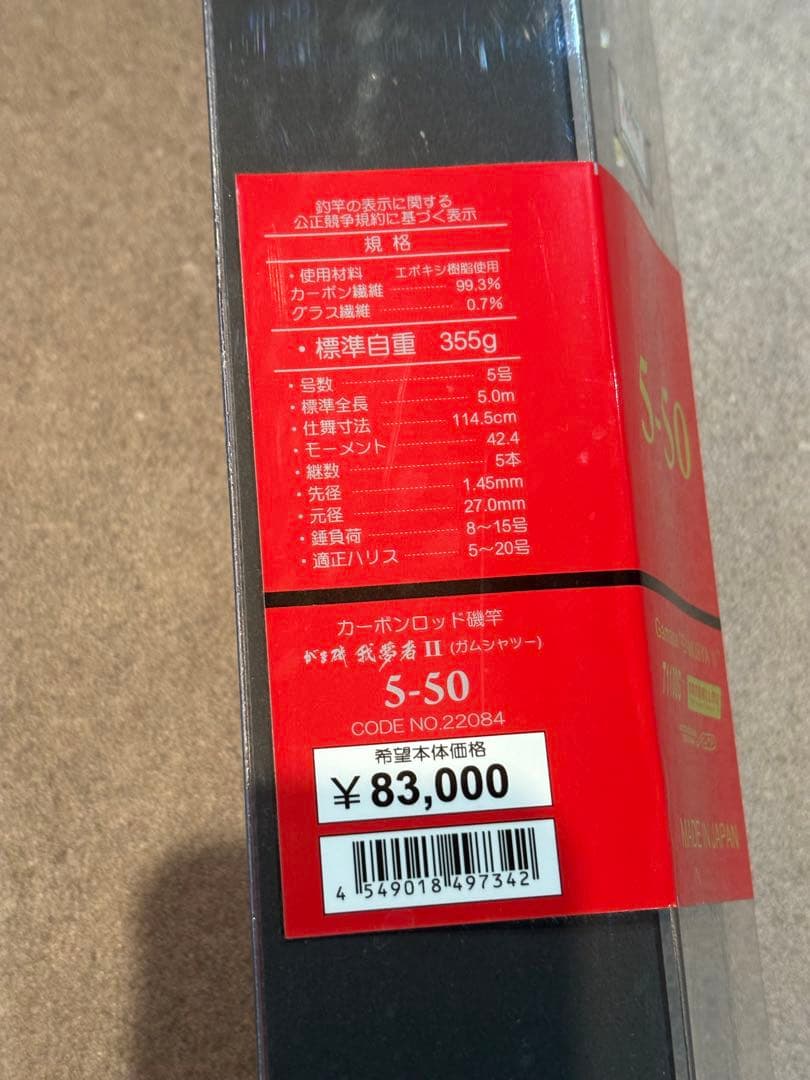 釣竿の表示に関する
公正競争規約に基づく表示
規格
・使用材料 エポキシ樹脂使用
カーボン繊維 99.3%
グラス繊維 0.7%
・標準自重 355g
・号数 5号
・標準全長 5.0m
・仕舞寸法 114.5cm
・モーメント 42.4
・継数 5本
・先径 1.45mm
・元径 27.0mm
・錘負荷 8～15号
・適正ハリス 5～20号
カーボンロッド磯竿
がま磯 我夢者II (ガムシャツー)
5-50
CODE NO.22084
希望本体価格
¥83,000
4 549018 497342
5-50
MADE IN JAPAN